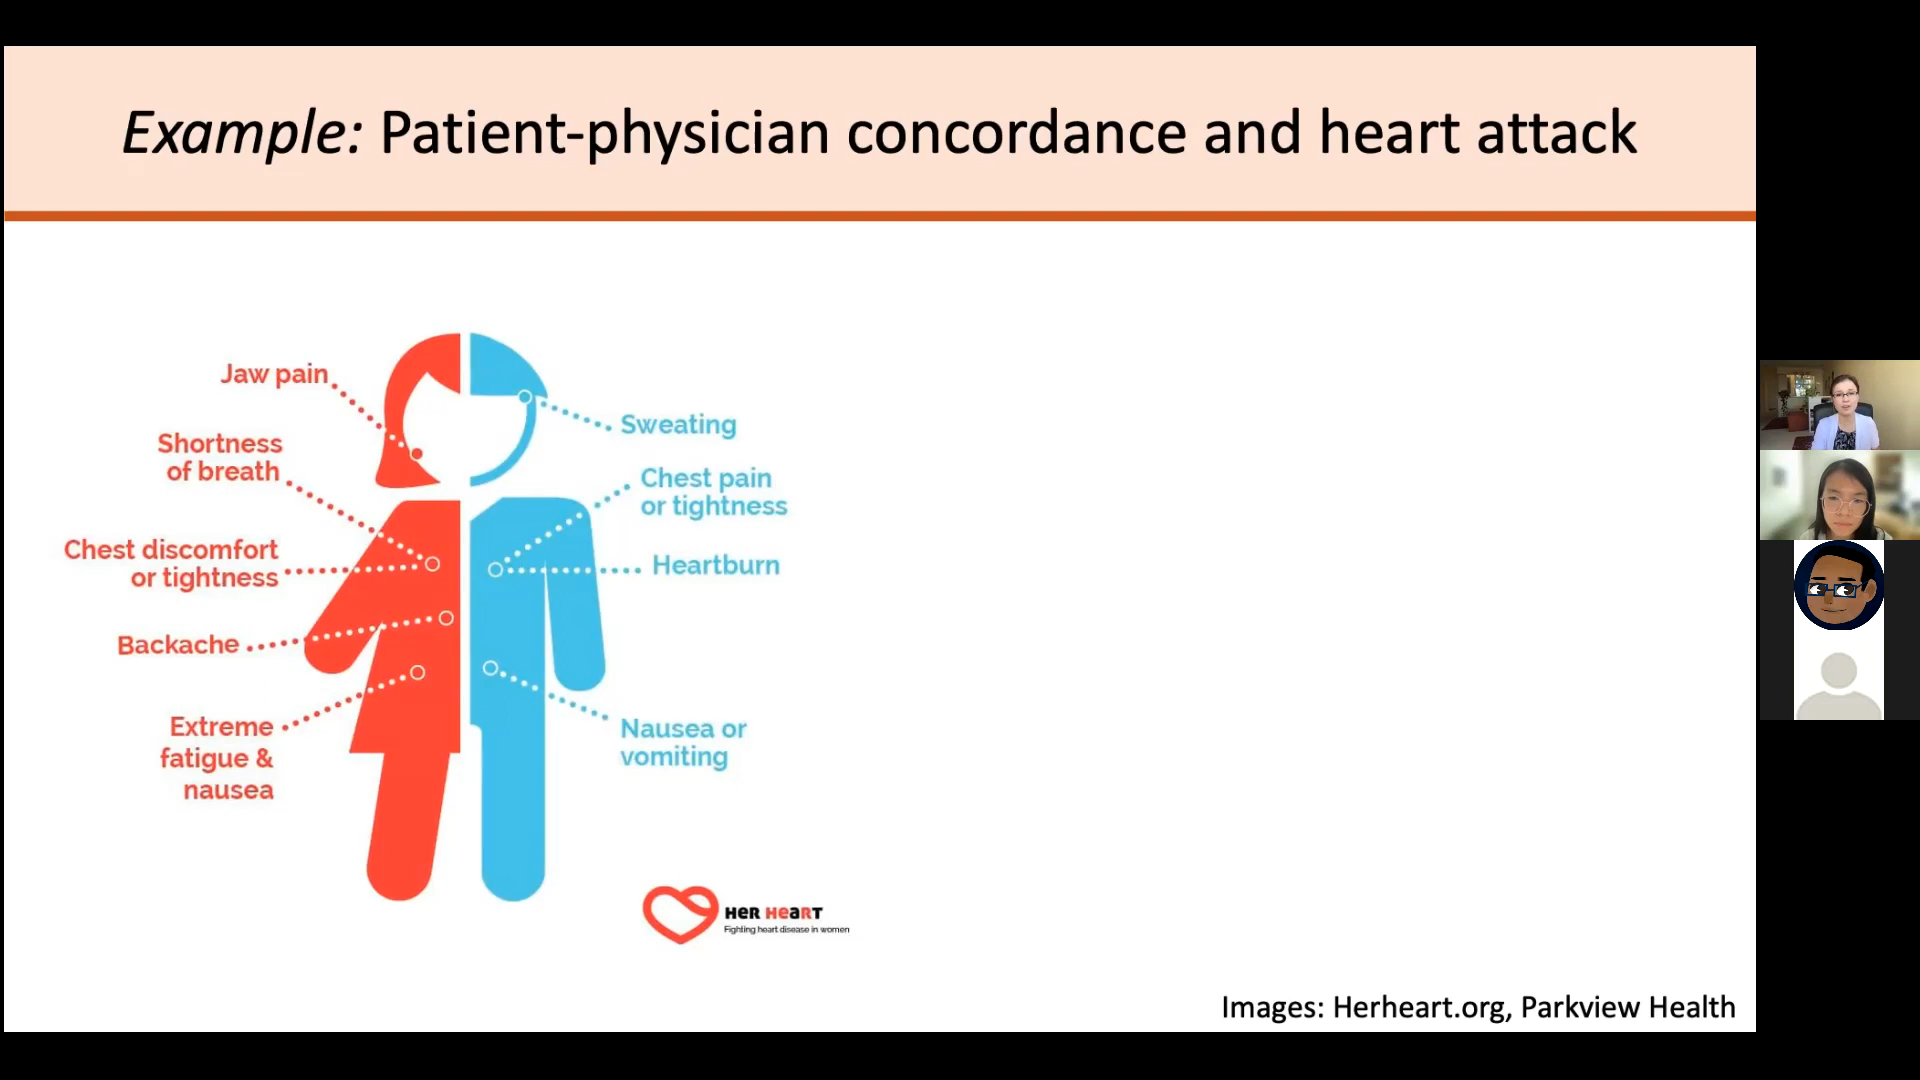 Example: Patient-physician concordance and heart attack
Jaw pain
Shortness
of breath
Chest discomfort
or tightness
Backache
Extreme
fatigue &
nausea
Sweating
Chest pain
or tightness
Heartburn
Nausea or
vomiting
HeR HeaRT
Fighting heart disease in women
Images: Herheart.org, Parkview Health